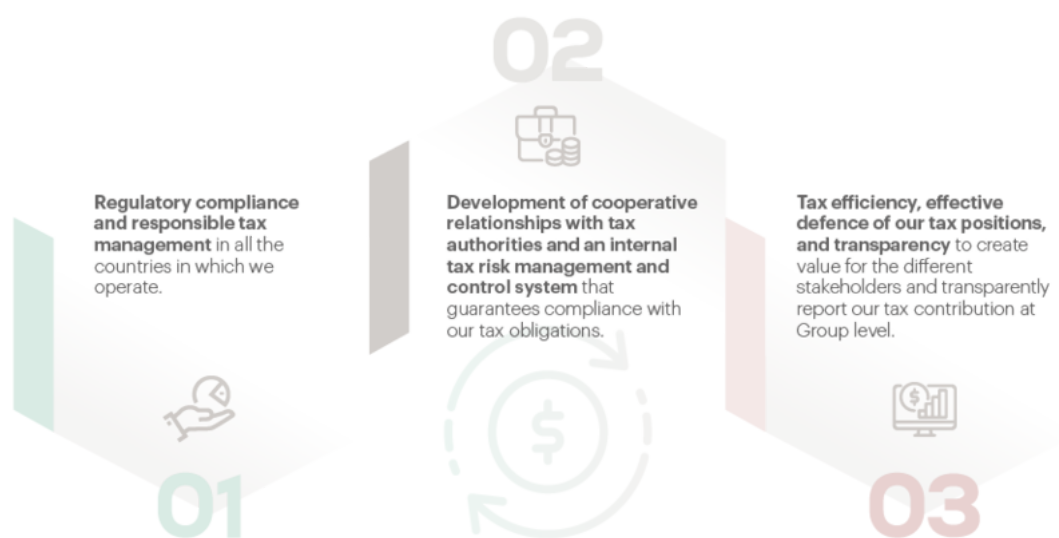 01
Regulatory compliance
and responsible tax
management in all the
countries in which we
operate.
02
Development of cooperative
relationships with tax
authorities and an internal
tax risk management and
control system that
guarantees compliance with
our tax obligations.
$
03
Tax efficiency, effective
defence of our tax positions,
and transparency to create
value for the different
stakeholders and transparently
report our tax contribution at
Group level.
$